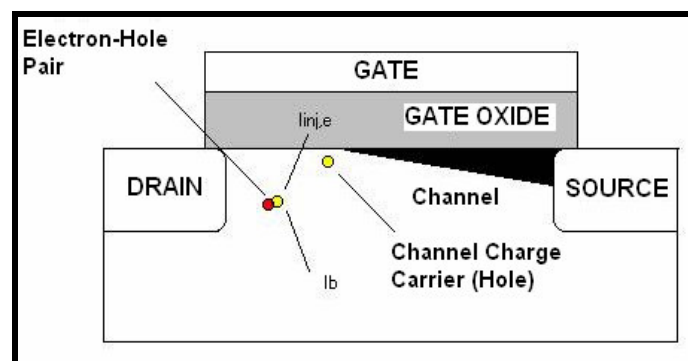 Electron-Hole
Pair
GATE
Iinj,e
GATE OXIDE
DRAIN
Channel
SOURCE
Channel Charge
Carrier (Hole)
Ib